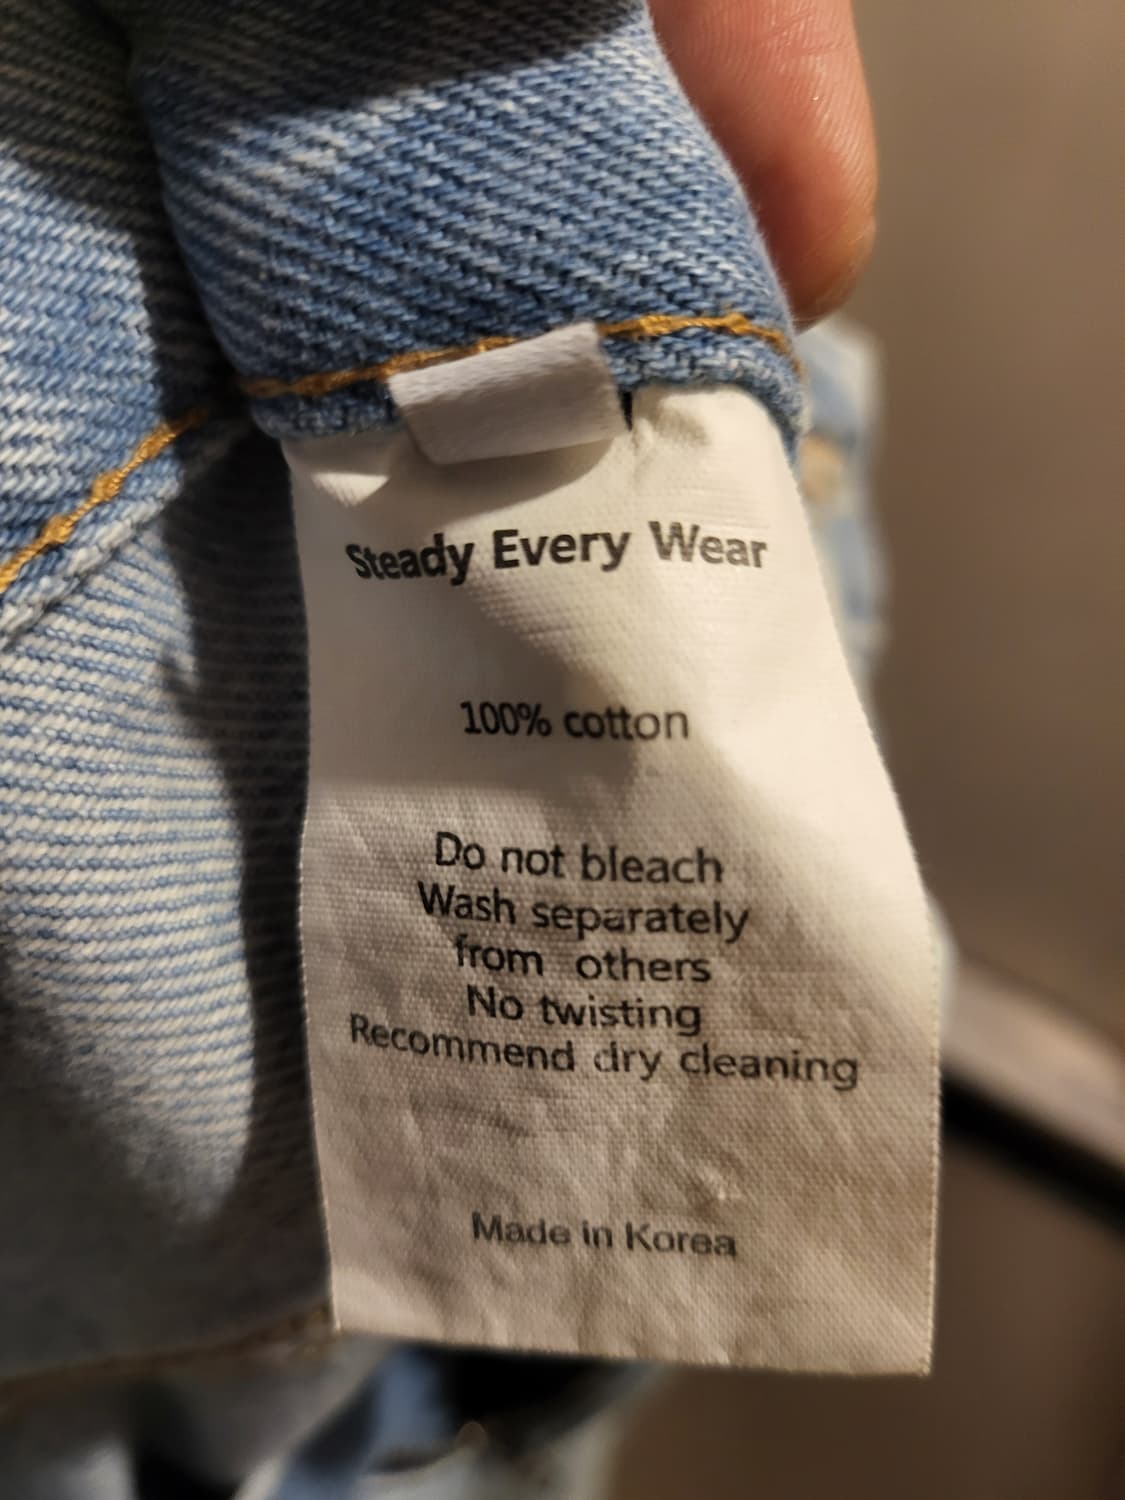 Steady Every Wear
100% cotton
Do not bleach
Wash separately
from others
No twisting
Recommend dry cleaning
Made in Korea